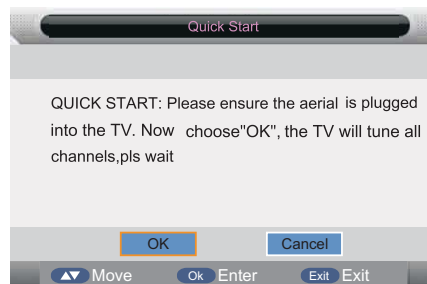 Quick Start
QUICK START: Please ensure the aerial is plugged
into the TV. Now choose"OK", the TV will tune all
channels,pls wait
OK Cancel
Move Ok Enter Exit Exit